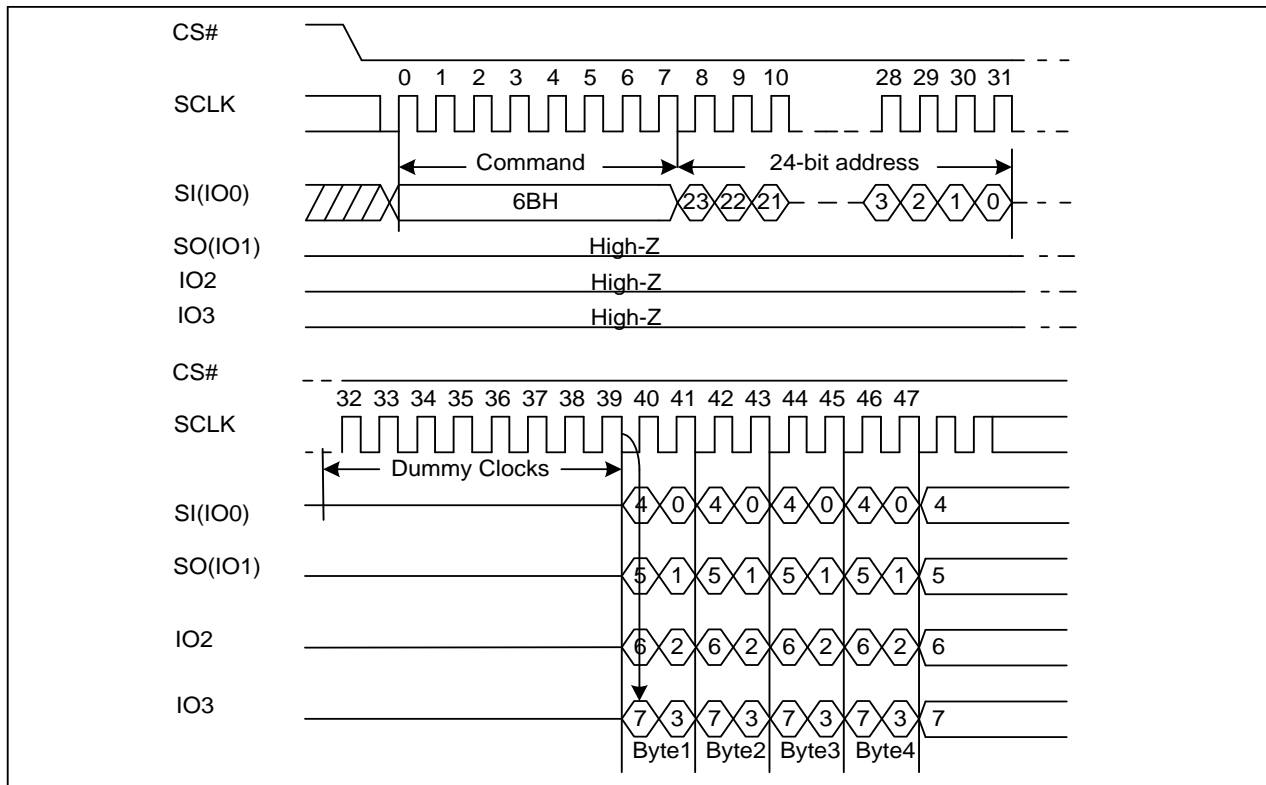 CS#
0 1 2 3 4 5 6 7 8 9 10 28 29 30 31
SCLK
Command 24-bit address
SI(IO0) 6BH 23 22 21 3 2 1 0
SO(IO1) High-Z
IO2 High-Z
IO3 High-Z
CS#
32 33 34 35 36 37 38 39 40 41 42 43 44 45 46 47
SCLK
Dummy Clocks
SI(IO0) 4 0 4 0 4 0 4 0 4
SO(IO1) 5 1 5 1 5 1 5 1 5
IO2 6 2 6 2 6 2 6 2 6
IO3 7 3 7 3 7 3 7 3 7
Byte1 Byte2 Byte3 Byte4